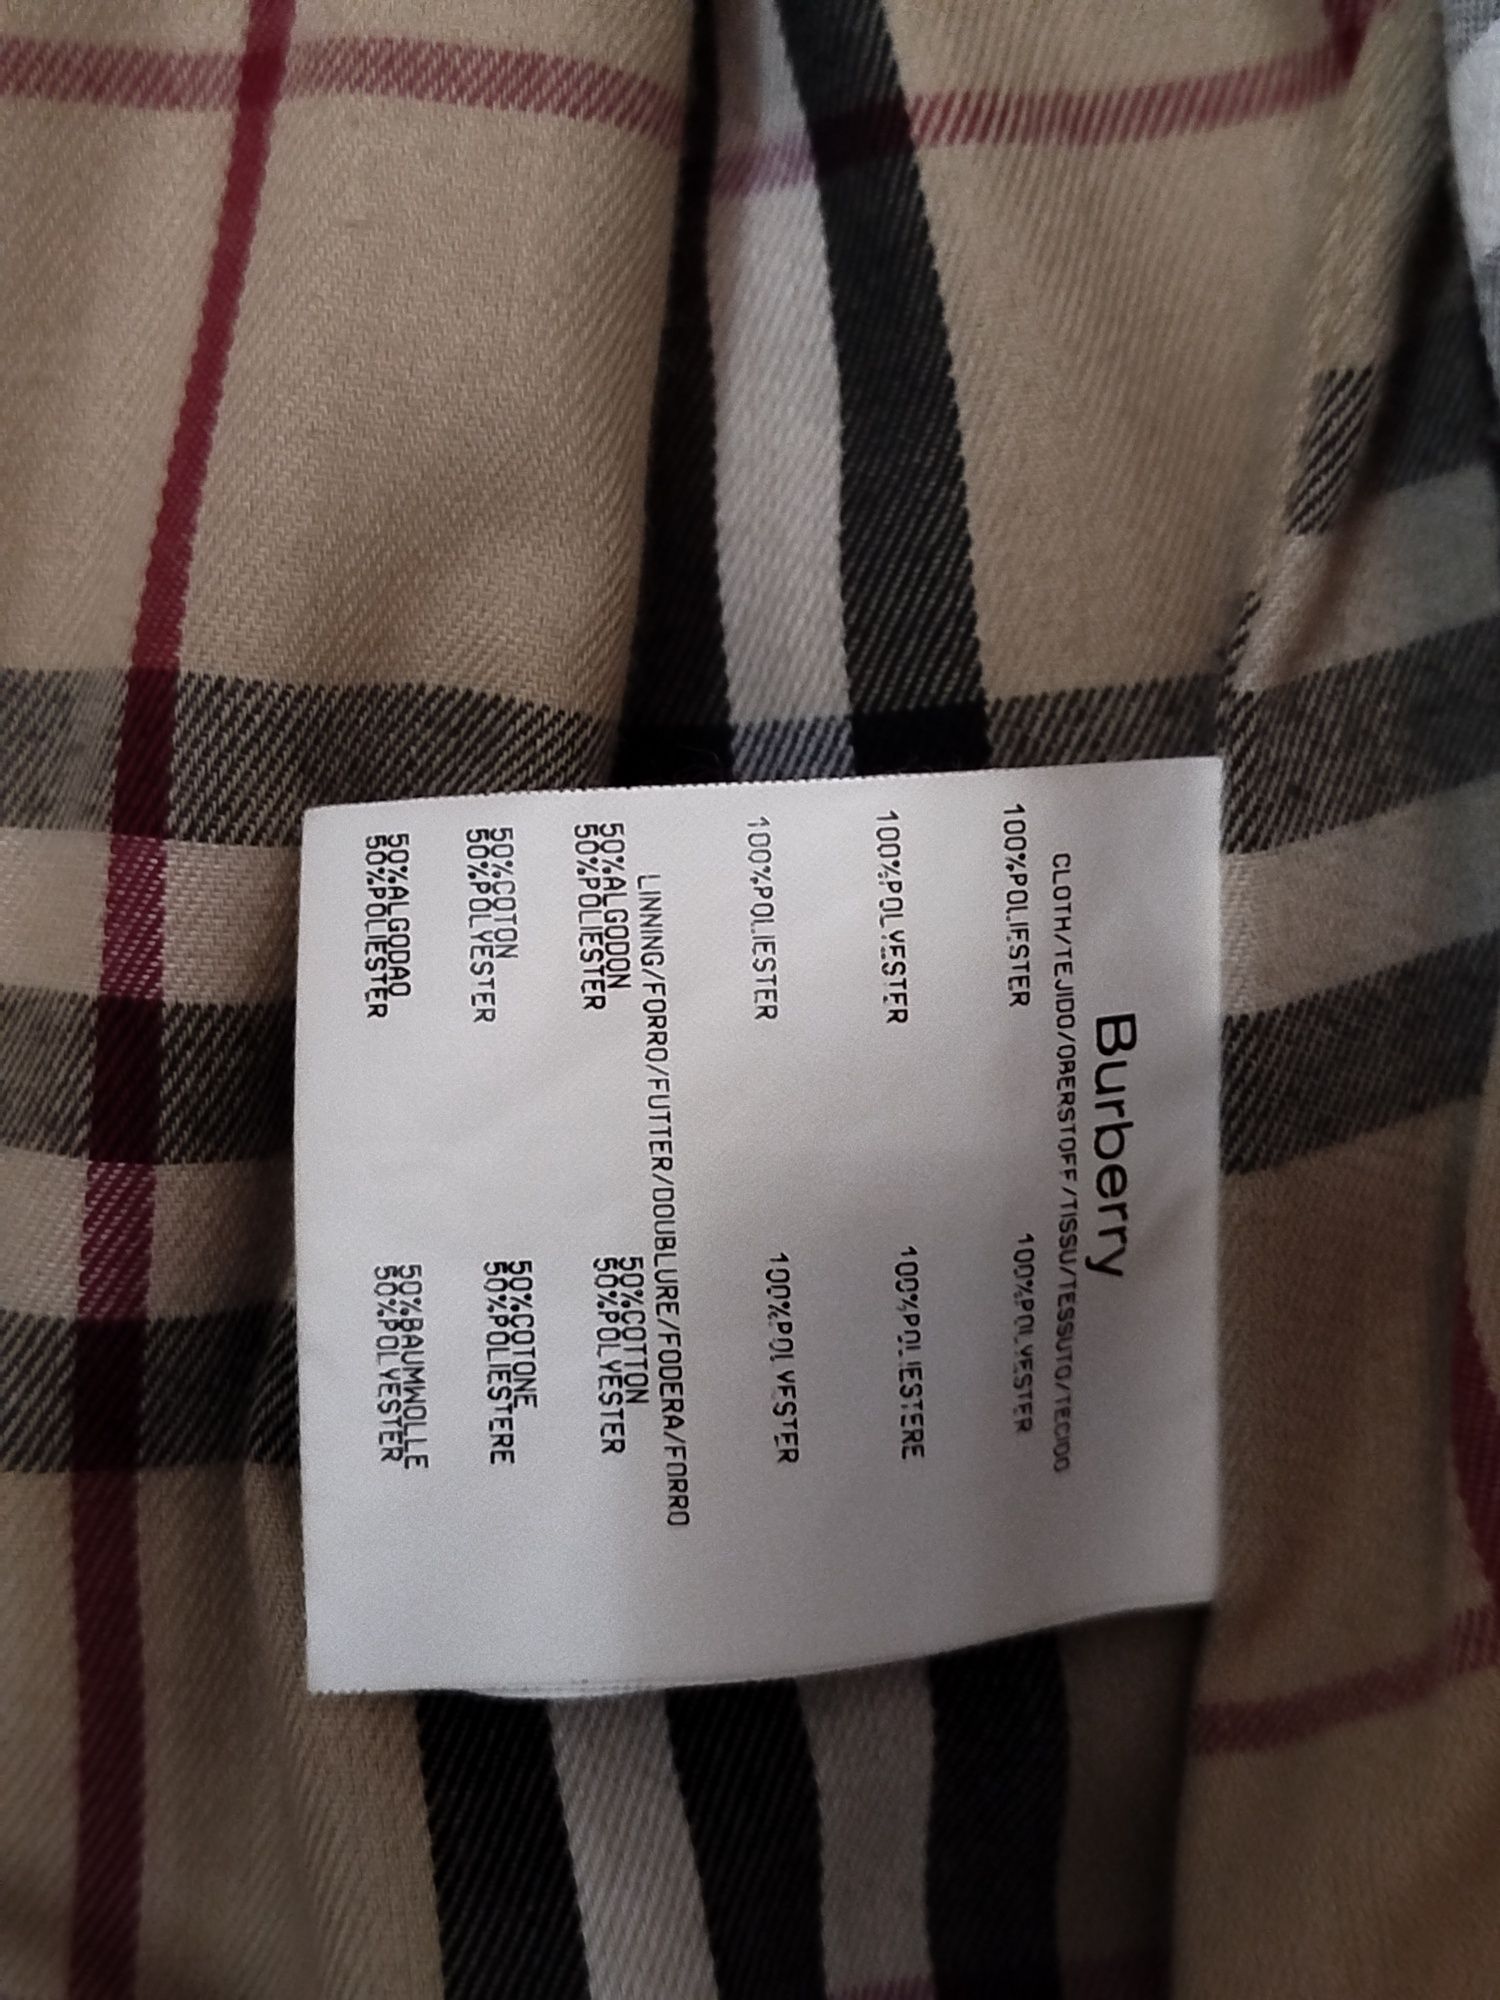 Burberry
CLOTH/TEJIDO/OBERSTOFF/TISSU/TESSUTO/TECIDO
100%POLIESTER 100%POLYESTER
100%POLYESTER 100%POLIESTERE
100%POLIESTER 100%POLYESTER
LINNING/FORRO/FUTTER/DOUBLURE/FODERA/FORRO
50%ALGODON 50%COTTON
50%POLIESTER 50%POLYESTER
50%COTON 50%COTONE
50%POLYESTER 50%POLIESTERE
50%ALGODAO 50%BAUMWOLLE
50%POLIESTER 50%POLYESTER